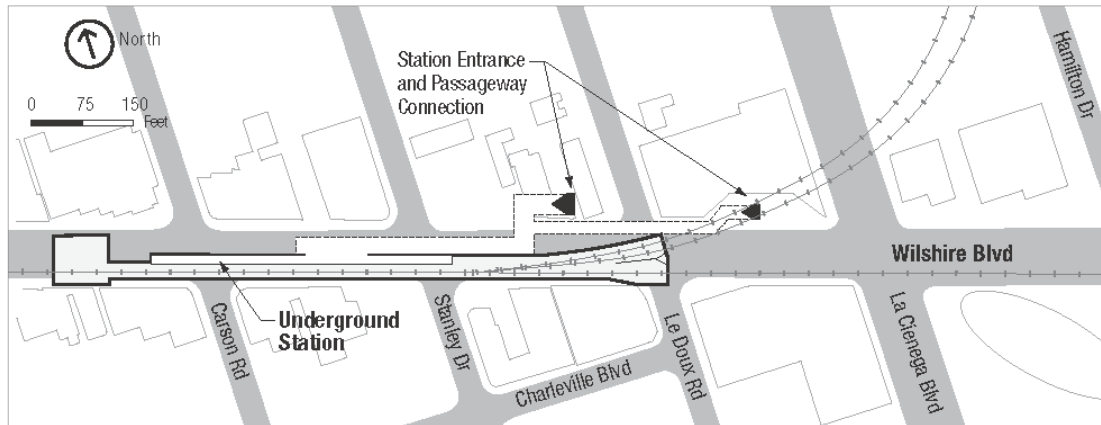 North
0 75 150
Feet
Station Entrance
and Passageway
Connection
Hamilton Dr
Wilshire Blvd
Underground
Station
Carson Rd
Stanley Dr
Charleville Blvd
Le Doux Rd
La Cienega Blvd